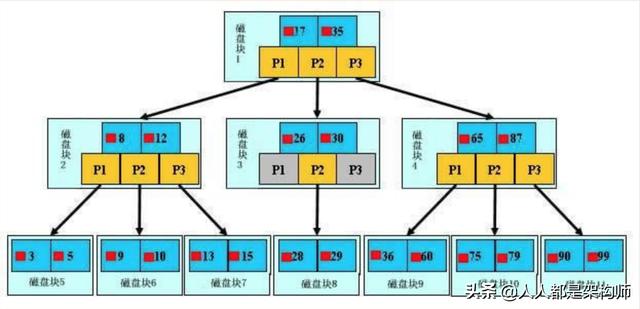 磁盘块1
17 35
P1 P2 P3
磁盘块2
8 12
P1 P2 P3
磁盘块3
26 30
P1 P2 P3
磁盘块4
65 87
P1 P2 P3
3 5
磁盘块5
9 10
磁盘块6
13 15
磁盘块7
28 29
磁盘块8
36 60
磁盘块9
75 79
90 99
头条 @人人都是架构师